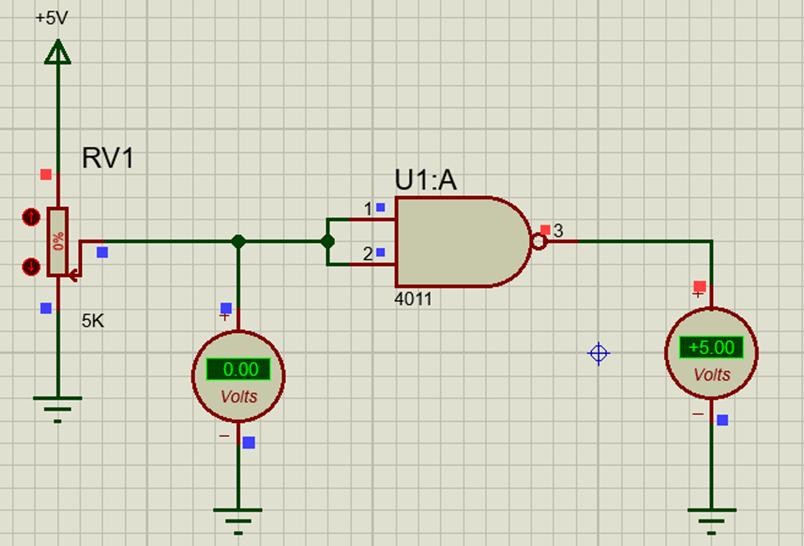 +5V
RV1
0%
5K
U1:A
1
2
3
4011
+
0.00
Volts
−
+
+5.00
Volts
−